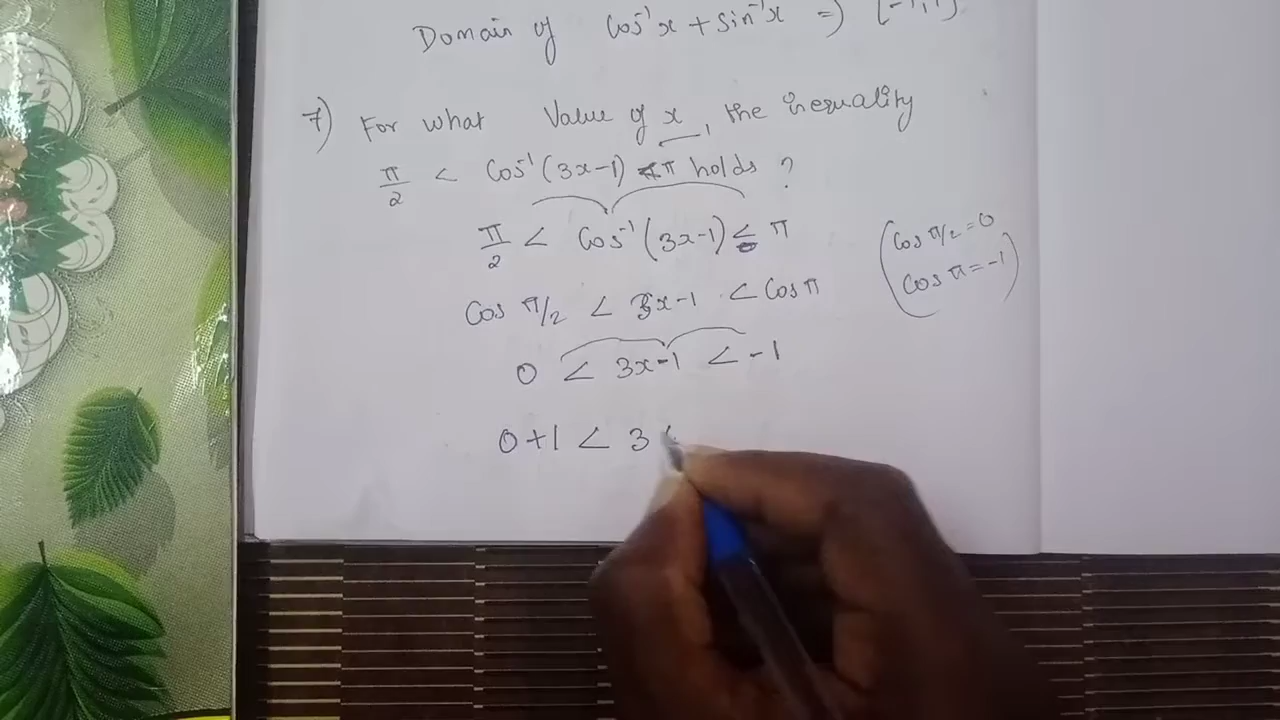 Domain of Cos⁻¹x + Sin⁻¹x => [-1,1]
7) For what Value of x, the inequality
π/2 < Cos⁻¹(3x-1) < π holds ?
π/2 < Cos⁻¹(3x-1) < π
(Cos π/2 = 0
Cos π = -1)
Cos π/2 < 3x-1 < Cos π
0 < 3x-1 < -1
0+1 < 3